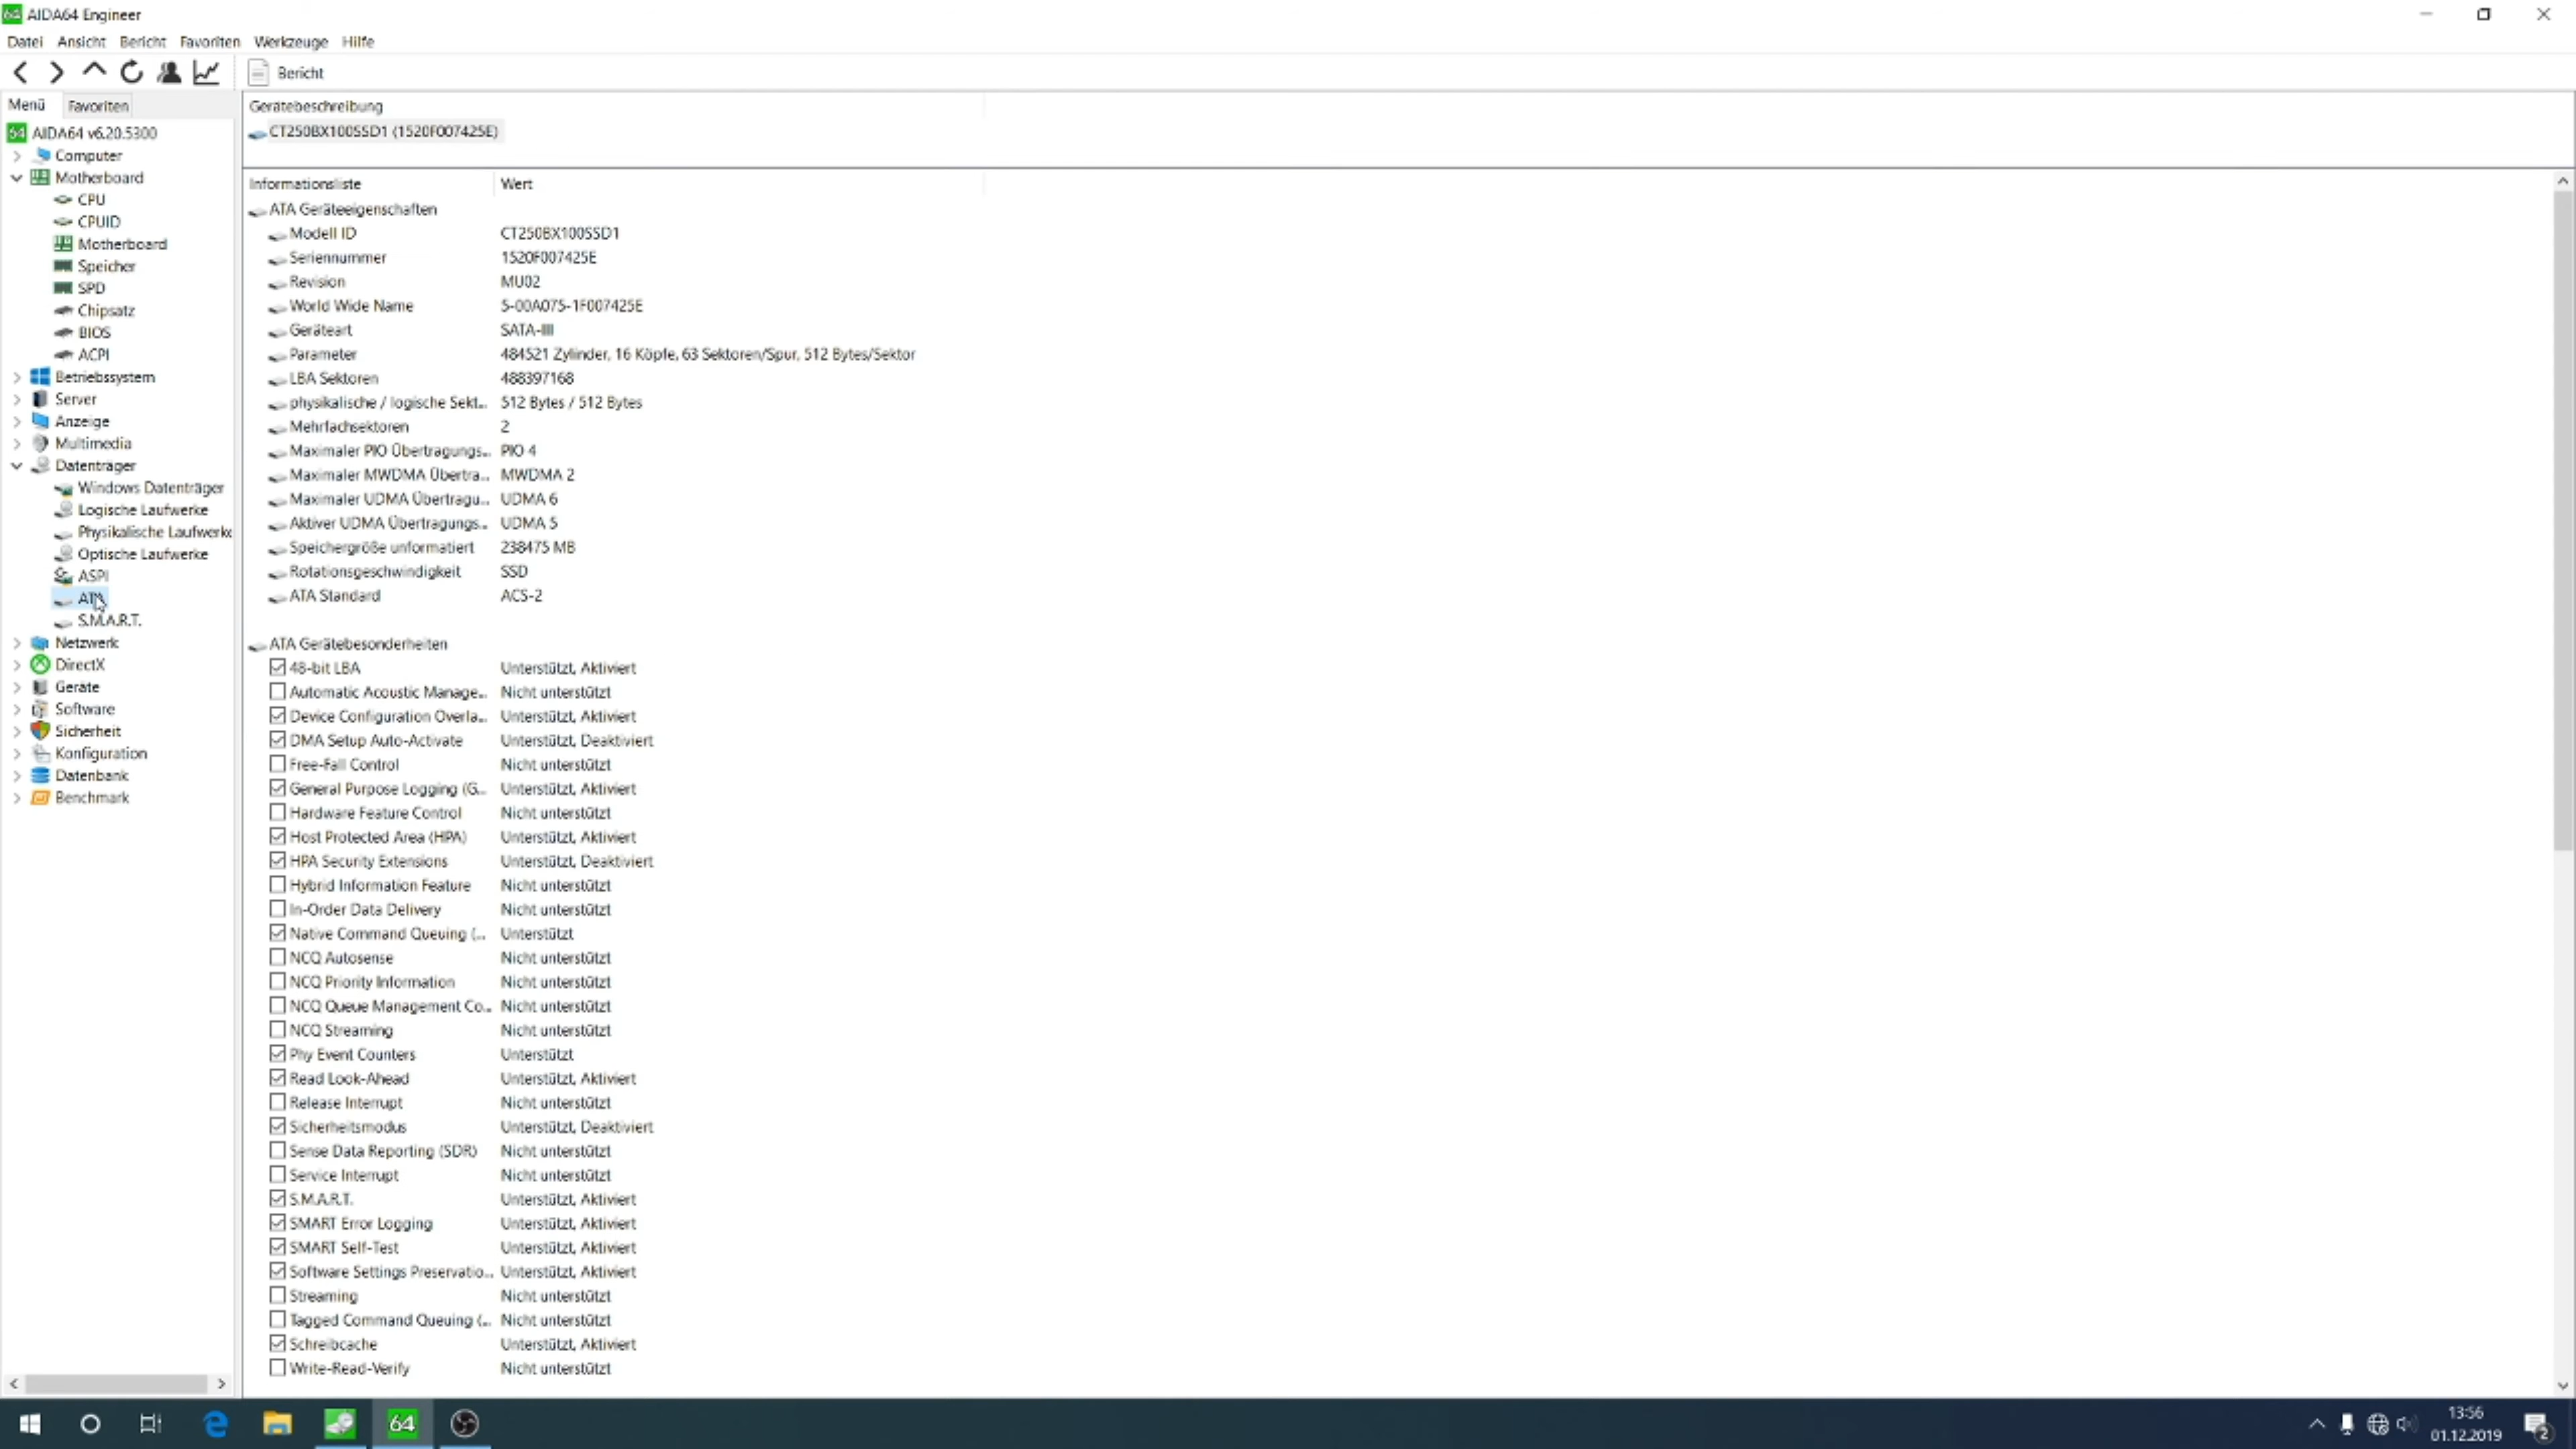 AIDA64 Engineer
Datei Ansicht Bericht Favoriten Werkzeuge Hilfe
Bericht
Menü Favoriten
AIDA64 v6.20.5300
Computer
Motherboard
CPU
CPUID
Motherboard
Speicher
SPD
Chipsatz
BIOS
ACPI
Betriebssystem
Server
Anzeige
Multimedia
Datenträger
Windows Datenträger
Logische Laufwerke
Physikalische Laufwerke
Optische Laufwerke
ASPI
ATA
S.M.A.R.T.
Netzwerk
DirectX
Geräte
Software
Sicherheit
Konfiguration
Datenbank
Benchmark
Gerätebeschreibung
CT250BX100SSD1 (1520F007425E)
Informationsliste Wert
ATA Geräteeigenschaften
Modell ID CT250BX100SSD1
Seriennummer 1520F007425E
Revision MU02
World Wide Name 5-00A075-1F007425E
Geräteart SATA-III
Parameter 484521 Zylinder, 16 Köpfe, 63 Sektoren/Spur, 512 Bytes/Sektor
LBA Sektoren 488397168
physikalische / logische Sekt... 512 Bytes / 512 Bytes
Mehrfachsektoren 2
Maximaler PIO Übertragungs... PIO 4
Maximaler MWDMA Übertra... MWDMA 2
Maximaler UDMA Übertragu... UDMA 6
Aktiver UDMA Übertragungs... UDMA 5
Speichergröße unformatiert 238475 MB
Rotationsgeschwindigkeit SSD
ATA Standard ACS-2
ATA Gerätebesonderheiten
48-bit LBA Unterstützt, Aktiviert
Automatic Acoustic Manage... Nicht unterstützt
Device Configuration Overla... Unterstützt, Aktiviert
DMA Setup Auto-Activate Unterstützt, Deaktiviert
Free-Fall Control Nicht unterstützt
General Purpose Logging (G... Unterstützt, Aktiviert
Hardware Feature Control Nicht unterstützt
Host Protected Area (HPA) Unterstützt, Aktiviert
HPA Security Extensions Unterstützt, Deaktiviert
Hybrid Information Feature Nicht unterstützt
In-Order Data Delivery Nicht unterstützt
Native Command Queuing (... Unterstützt
NCQ Autosense Nicht unterstützt
NCQ Priority Information Nicht unterstützt
NCQ Queue Management Co... Nicht unterstützt
NCQ Streaming Nicht unterstützt
Phy Event Counters Unterstützt
Read Look-Ahead Unterstützt, Aktiviert
Release Interrupt Nicht unterstützt
Sicherheitsmodus Unterstützt, Deaktiviert
Sense Data Reporting (SDR) Nicht unterstützt
Service Interrupt Nicht unterstützt
S.M.A.R.T. Unterstützt, Aktiviert
SMART Error Logging Unterstützt, Aktiviert
SMART Self-Test Unterstützt, Aktiviert
Software Settings Preservatio... Unterstützt, Aktiviert
Streaming Nicht unterstützt
Tagged Command Queuing (... Nicht unterstützt
Schreibcache Unterstützt, Aktiviert
Write-Read-Verify Nicht unterstützt
64
13:56
01.12.2019
2